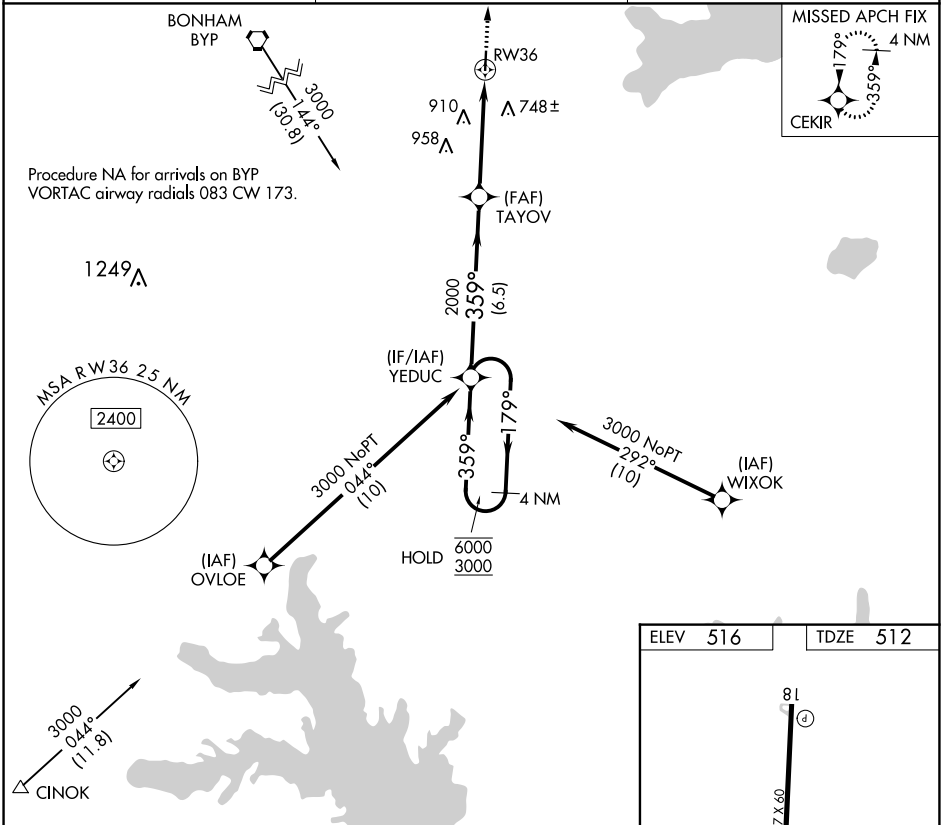 BONHAM
BYP
3000
144°
(30.8)
RW36
910
748±
958
MISSED APCH FIX
4 NM
179°
359°
CEKIR
Procedure NA for arrivals on BYP
VORTAC airway radials 083 CW 173.
(FAF)
TAYOV
1249
2000
359°
(6.5)
(IF/IAF)
YEDUC
MSA RW36 25 NM
2400
3000 NoPT
044°
(10)
359°
179°
4 NM
3000 NoPT
292°
(10)
(IAF)
WIXOK
(IAF)
OVLOE
HOLD
6000
3000
3000
044°
(11.8)
CINOK
ELEV 516
TDZE 512
18
P
X 60